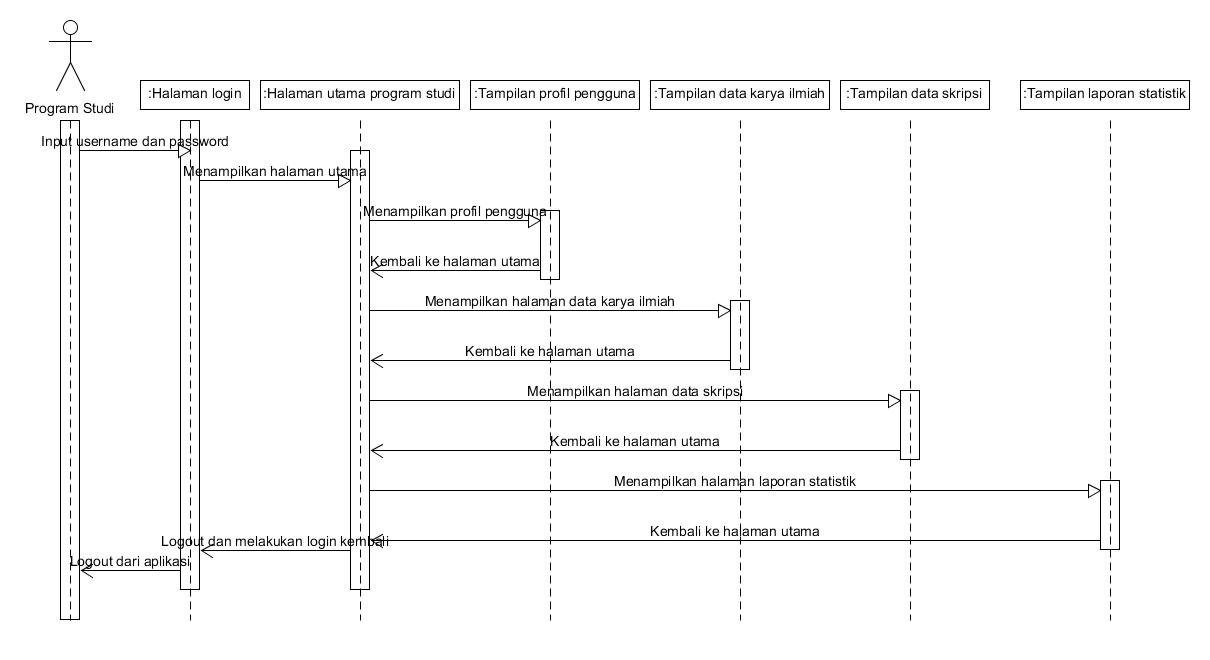 Program Studi
:Halaman login
:Halaman utama program studi
:Tampilan profil pengguna
:Tampilan data karya ilmiah
:Tampilan data skripsi
:Tampilan laporan statistik
Input username dan password
Menampilkan halaman utama
Menampilkan profil pengguna
Kembali ke halaman utama
Menampilkan halaman data karya ilmiah
Kembali ke halaman utama
Menampilkan halaman data skripsi
Kembali ke halaman utama
Menampilkan halaman laporan statistik
Kembali ke halaman utama
Logout dan melakukan login kembali
Logout dari aplikasi